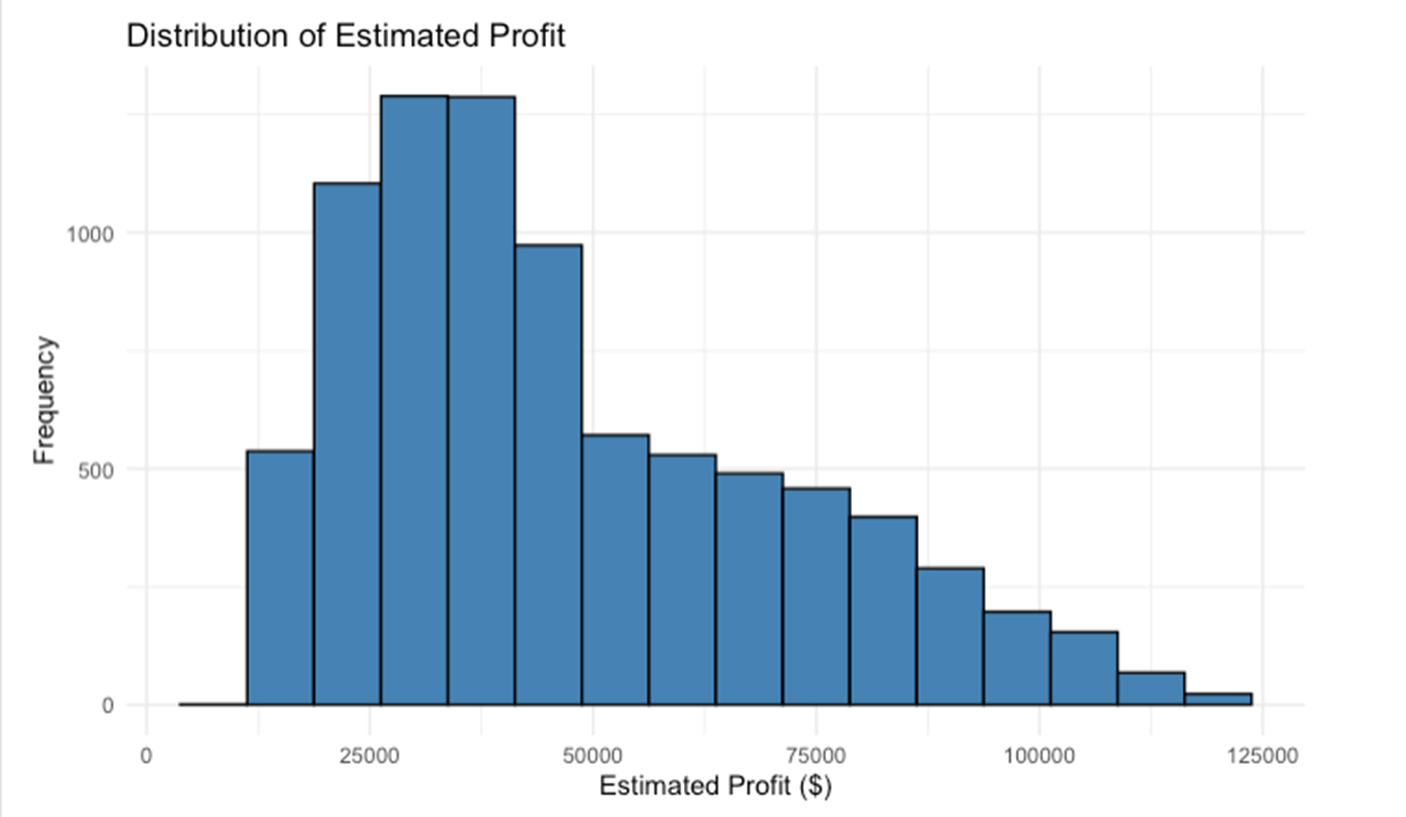 Distribution of Estimated Profit
1000
500
0
Frequency
0 25000 50000 75000 100000 125000
Estimated Profit ($)